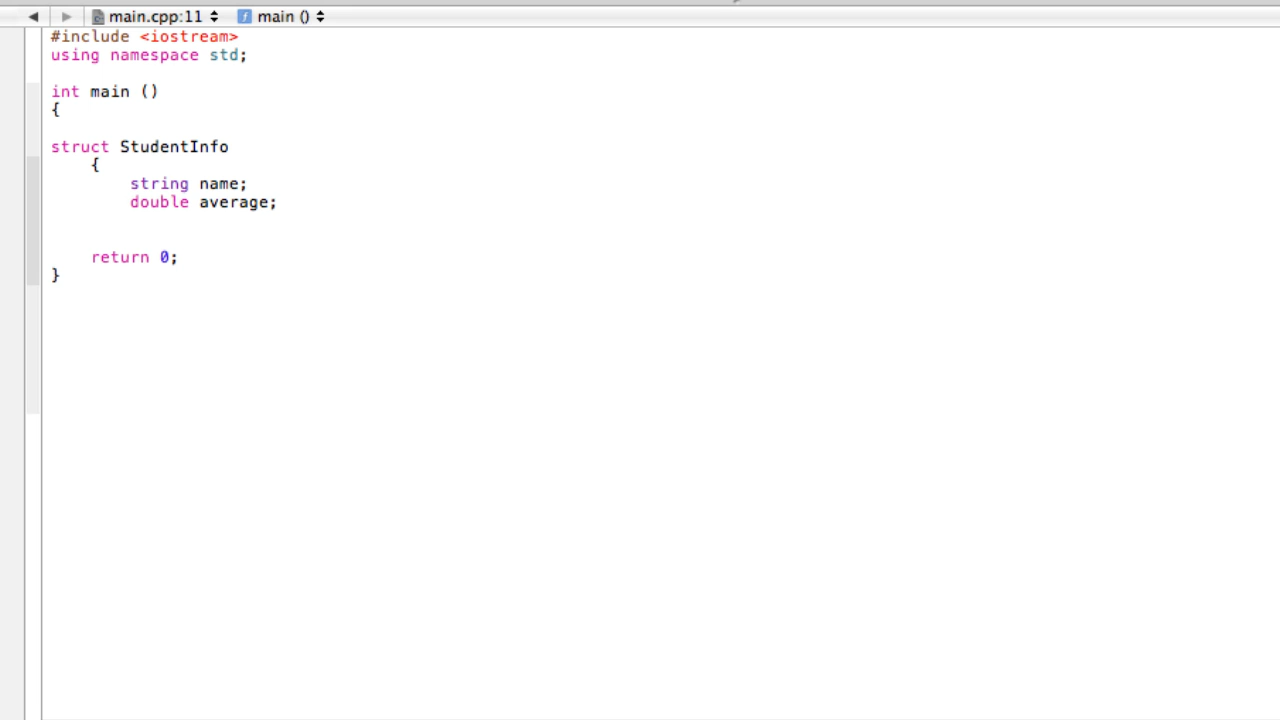 main.cpp:11 main ()
#include <iostream>
using namespace std;
int main ()
{
struct StudentInfo
{
string name;
double average;
return 0;
}